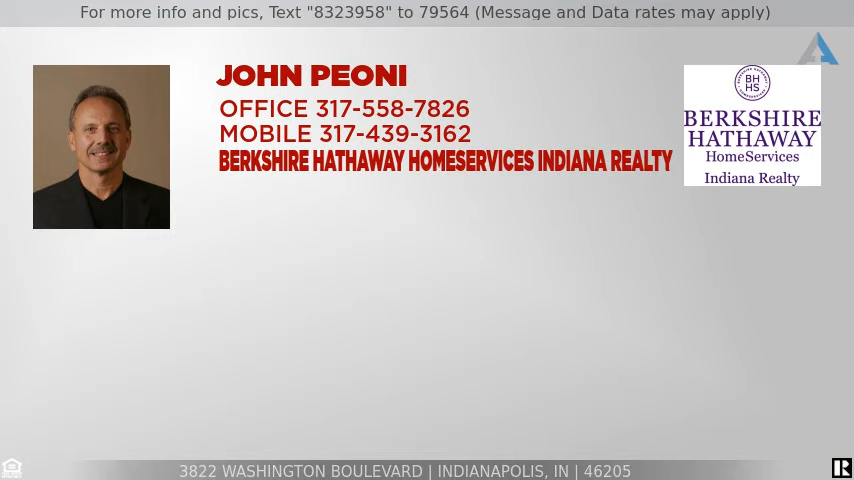 For more info and pics, Text "8323958" to 79564 (Message and Data rates may apply)
JOHN PEONI
OFFICE 317-558-7826
MOBILE 317-439-3162
BERKSHIRE HATHAWAY HOMESERVICES INDIANA REALTY
BH
HS
BERKSHIRE
HATHAWAY
HomeServices
Indiana Realty
3822 WASHINGTON BOULEVARD | INDIANAPOLIS, IN | 46205